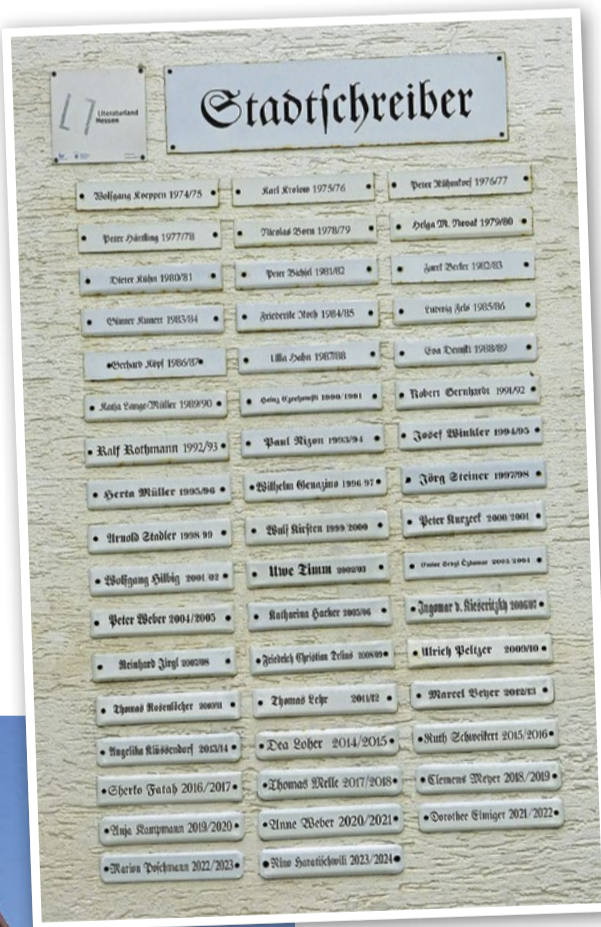 Literaturland
Hessen
Stadtschreiber
Wolfgang Koeppen 1974/75
Karl Krolow 1975/76
Peter Rühmkorf 1976/77
Peter Härtling 1977/78
Nicolas Born 1978/79
Helga M. Novak 1979/80
Dieter Kühn 1980/81
Peter Bichsel 1981/82
Jurek Becker 1982/83
Günter Kunert 1983/84
Friederike Roth 1984/85
Ludwig Fels 1985/86
Gerhard Köpf 1986/87
Ulla Hahn 1987/88
Eva Demski 1988/89
Katja Lange-Müller 1989/90
Heinz Czechowski 1990/1991
Robert Gernhardt 1991/92
Ralf Rothmann 1992/93
Paul Nizon 1993/94
Josef Winkler 1994/95
Herta Müller 1995/96
Wilhelm Genazino 1996/97
Jörg Steiner 1997/98
Arnold Stadler 1998/99
Wulf Kirsten 1999/2000
Peter Kurzeck 2000/2001
Wolfgang Hilbig 2001/02
Uwe Timm 2002/03
Emine Sevgi Özdamar 2003/2004
Peter Weber 2004/2005
Katharina Hacker 2005/06
Ingomar v. Kieseritzky 2006/07
Reinhard Jirgl 2007/08
Friedrich Christian Delius 2008/09
Ulrich Peltzer 2009/10
Thomas Rosenlöcher 2010/11
Thomas Lehr 2011/12
Marcel Beyer 2012/13
Angelika Klüssendorf 2013/14
Dea Loher 2014/2015
Ruth Schweikert 2015/2016
Sherko Fatah 2016/2017
Thomas Melle 2017/2018
Clemens Meyer 2018/2019
Anja Kampmann 2019/2020
Anne Weber 2020/2021
Dorothee Elmiger 2021/2022
Marion Poschmann 2022/2023
Nino Haratischwili 2023/2024